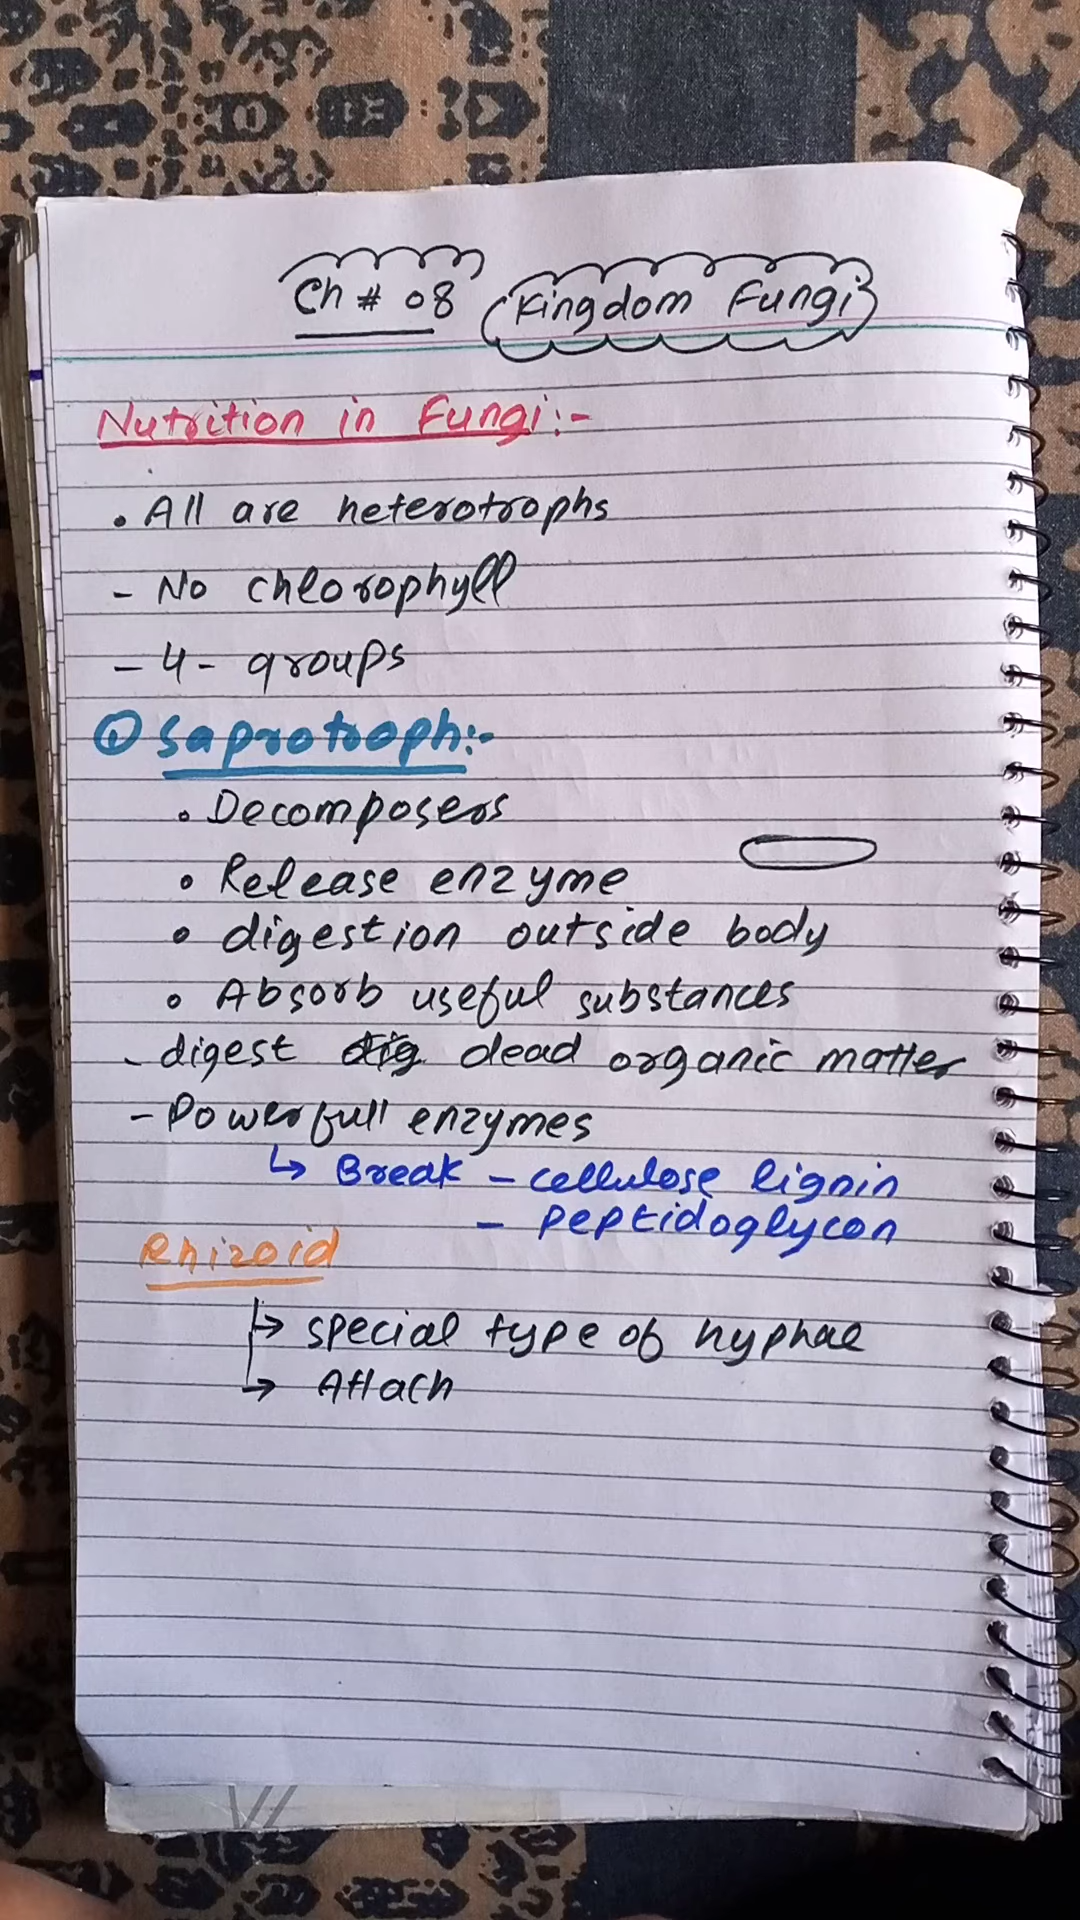 Ch # 08 Kingdom Fungi
Nutrition in Fungi:-
• All are heterotrophs
- No chlorophyll
- 4- groups
① Saprotroph:-
• Decomposers
• Release enzyme
• digestion outside body
• Absorb useful substances
- digest dig dead organic matter
- Powerfull enzymes
↳ Break - cellulose lignin
- Peptidoglycon
Rhizoid
→ special type of hyphae
→ Attach